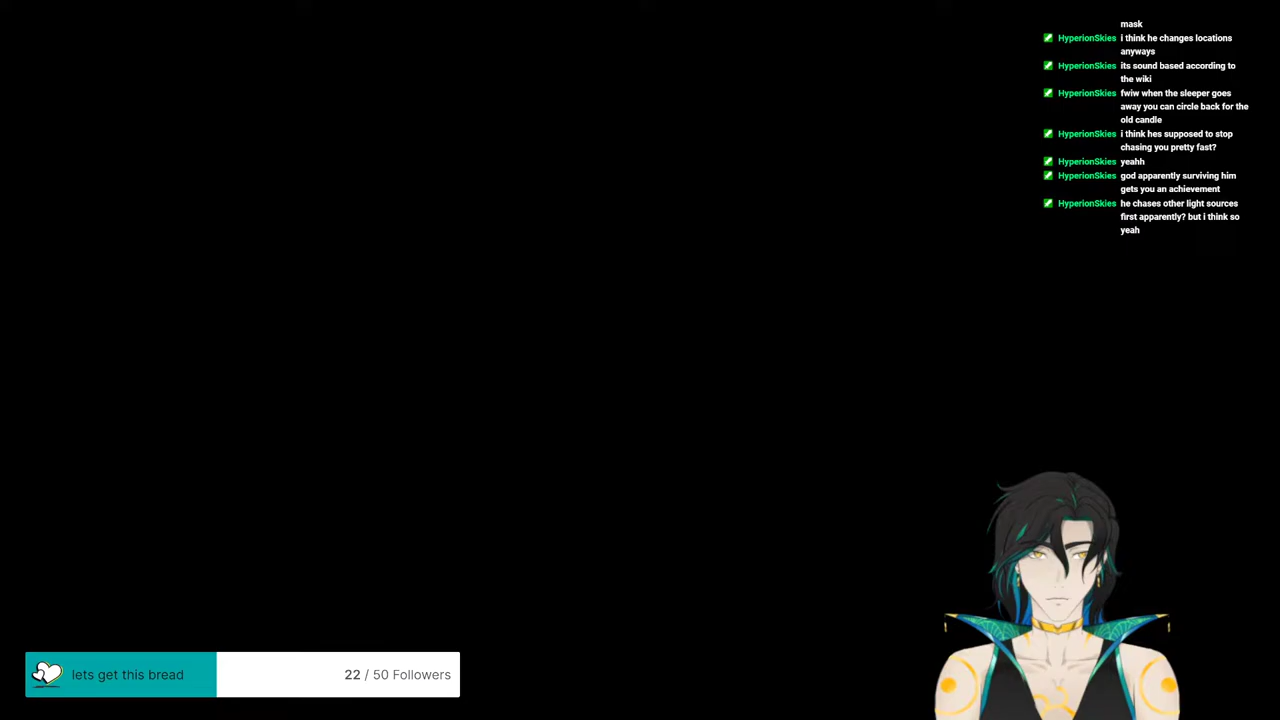 mask
HyperionSkies i think he changes locations
anyways
HyperionSkies its sound based according to
the wiki
HyperionSkies fwiw when the sleeper goes
away you can circle back for the
old candle
HyperionSkies i think hes supposed to stop
chasing you pretty fast?
HyperionSkies yeahh
HyperionSkies god apparently surviving him
gets you an achievement
HyperionSkies he chases other light sources
first apparently? but i think so
yeah
lets get this bread 22 / 50 Followers